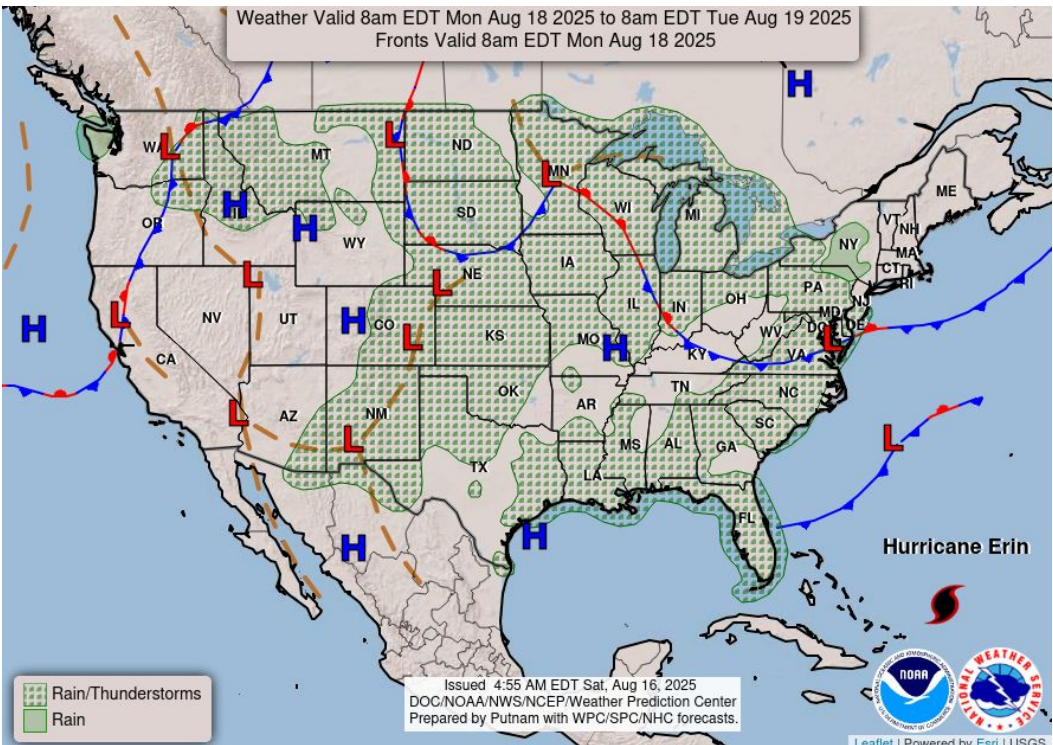 Weather Valid 8am EDT Mon Aug 18 2025 to 8am EDT Tue Aug 19 2025
Fronts Valid 8am EDT Mon Aug 18 2025
H
WA
L
MT
L
ND
L
MN
ME
OR
H
ID
H
WY
SD
WI
MI
VT
NH
NY
MA
CT
RI
L
NE
L
IA
PA
NJ
H
L
NV
UT
H
CO
L
KS
MO
H
IL
IN
OH
WV
MD
DC
DE
L
VA
KY
CA
L
AZ
NM
L
OK
AR
TN
NC
SC
L
TX
LA
MS
AL
GA
FL
H
H
Hurricane Erin
Rain/Thunderstorms
Rain
Issued 4:55 AM EDT Sat, Aug 16, 2025
DOC/NOAA/NWS/NCEP/Weather Prediction Center
Prepared by Putnam with WPC/SPC/NHC forecasts.
NOAA
NATIONAL WEATHER SERVICE
Leaflet | Powered by Esri | USGS